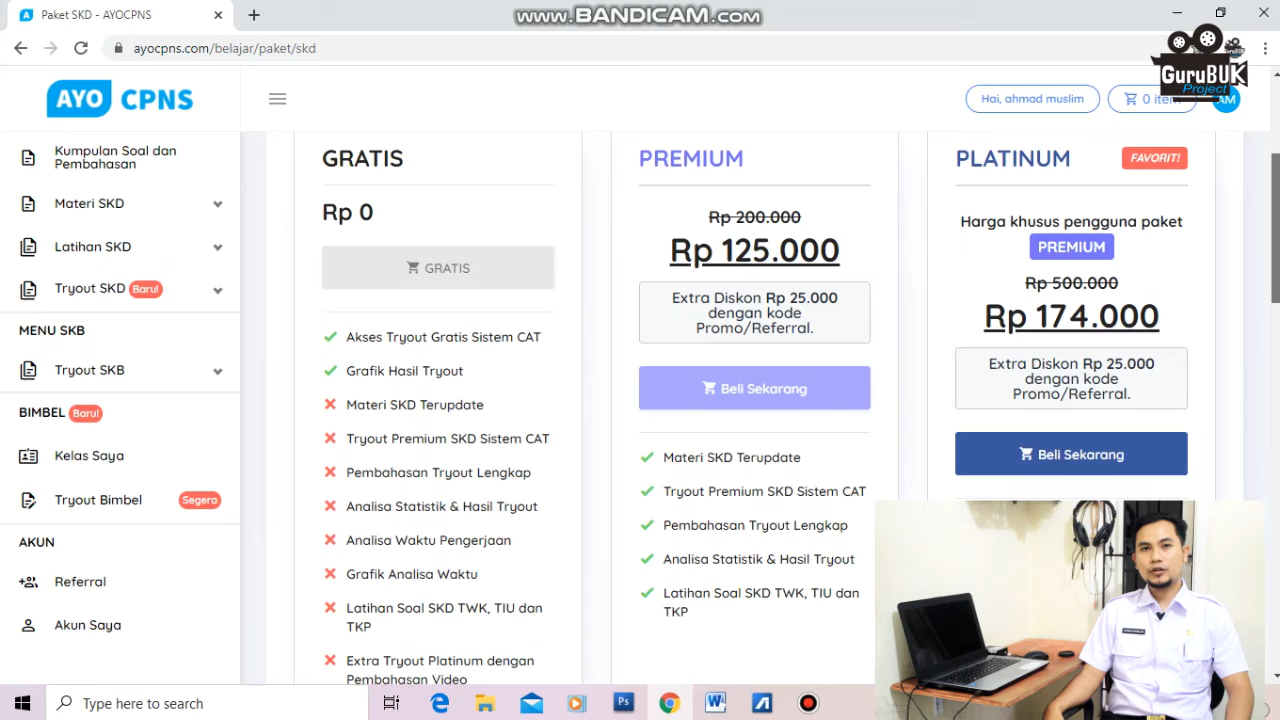 Paket SKD - AYOCPNS
www.BANDICAM.com
ayocpns.com/belajar/paket/skd
GuruBUK
Project
AYO CPNS
Hai, ahmad muslim
0 item
AM
Kumpulan Soal dan
Pembahasan
Materi SKD
Latihan SKD
Tryout SKD Baru!
MENU SKB
Tryout SKB
BIMBEL Baru!
Kelas Saya
Tryout Bimbel Segera
AKUN
Referral
Akun Saya
GRATIS
Rp 0
GRATIS
Akses Tryout Gratis Sistem CAT
Grafik Hasil Tryout
Materi SKD Terupdate
Tryout Premium SKD Sistem CAT
Pembahasan Tryout Lengkap
Analisa Statistik & Hasil Tryout
Analisa Waktu Pengerjaan
Grafik Analisa Waktu
Latihan Soal SKD TWK, TIU dan
TKP
Extra Tryout Platinum dengan
Pembahasan Video
PREMIUM
Rp 200.000
Rp 125.000
Extra Diskon Rp 25.000
dengan kode
Promo/Referral.
Beli Sekarang
Materi SKD Terupdate
Tryout Premium SKD Sistem CAT
Pembahasan Tryout Lengkap
Analisa Statistik & Hasil Tryout
Latihan Soal SKD TWK, TIU dan
TKP
PLATINUM FAVORIT!
Harga khusus pengguna paket
PREMIUM
Rp 500.000
Rp 174.000
Extra Diskon Rp 25.000
dengan kode
Promo/Referral.
Beli Sekarang
Type here to search